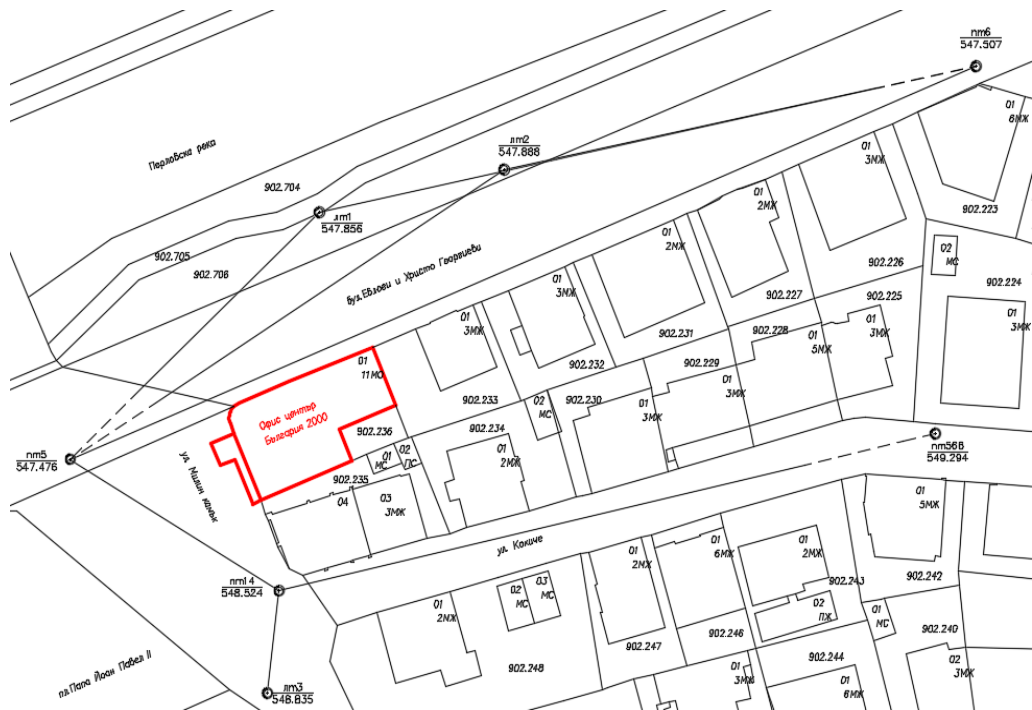 пт6
547.507
01
6МЖ
Перловска река
лт2
547.888
01
3МЖ
902.704
01
2МЖ
902.223
лт1
547.856
01
2МЖ
902.705
902.706
бул.Евлоги и Христо Георгиеви
902.226
02
МС
902.224
01
3МЖ
902.227
902.225
01
3МЖ
01
3МЖ
01
3МЖ
902.231
902.228
01
5МЖ
01
11МО
902.232
902.229
01
3МЖ
Офис център
България 2000
902.233
02
МС
902.230
01
3МЖ
902.236
902.234
пт5
547.476
ул. Милин камък
01
МС
02
ПС
01
2МЖ
пт56В
549.294
902.235
04
03
3МЖ
01
5МЖ
ул. Кокиче
01
2МЖ
01
6МЖ
01
2МЖ
пт14
548.524
02
МС
03
МС
902.243
902.242
01
2МЖ
02
ПЖ
01
МС
902.246
902.240
902.247
902.248
902.244
пл.Папа Йоан Павел II
лт3
548.835
01
3МЖ
01
6МЖ
02
3МЖ